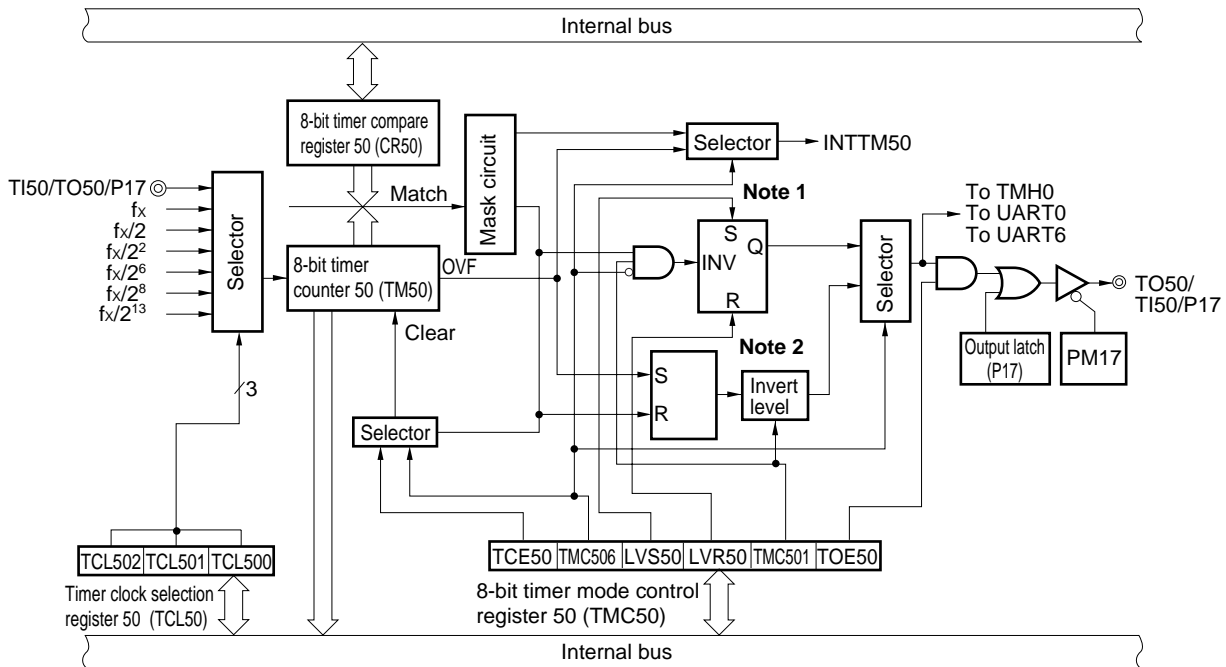 Internal bus
8-bit timer compare
register 50 (CR50)
Mask circuit
Selector
INTTM50
TI50/TO50/P17
fX
fX/2
fX/2²
fX/2⁶
fX/2⁸
fX/2¹³
Selector
Match
Note 1
S
Q
INV
R
Selector
To TMH0
To UART0
To UART6
8-bit timer
counter 50 (TM50)
OVF
Clear
TO50/
TI50/P17
Output latch
(P17)
PM17
Note 2
S
R
Invert
level
3
Selector
TCL502 TCL501 TCL500
Timer clock selection
register 50 (TCL50)
TCE50 TMC506 LVS50 LVR50 TMC501 TOE50
8-bit timer mode control
register 50 (TMC50)
Internal bus